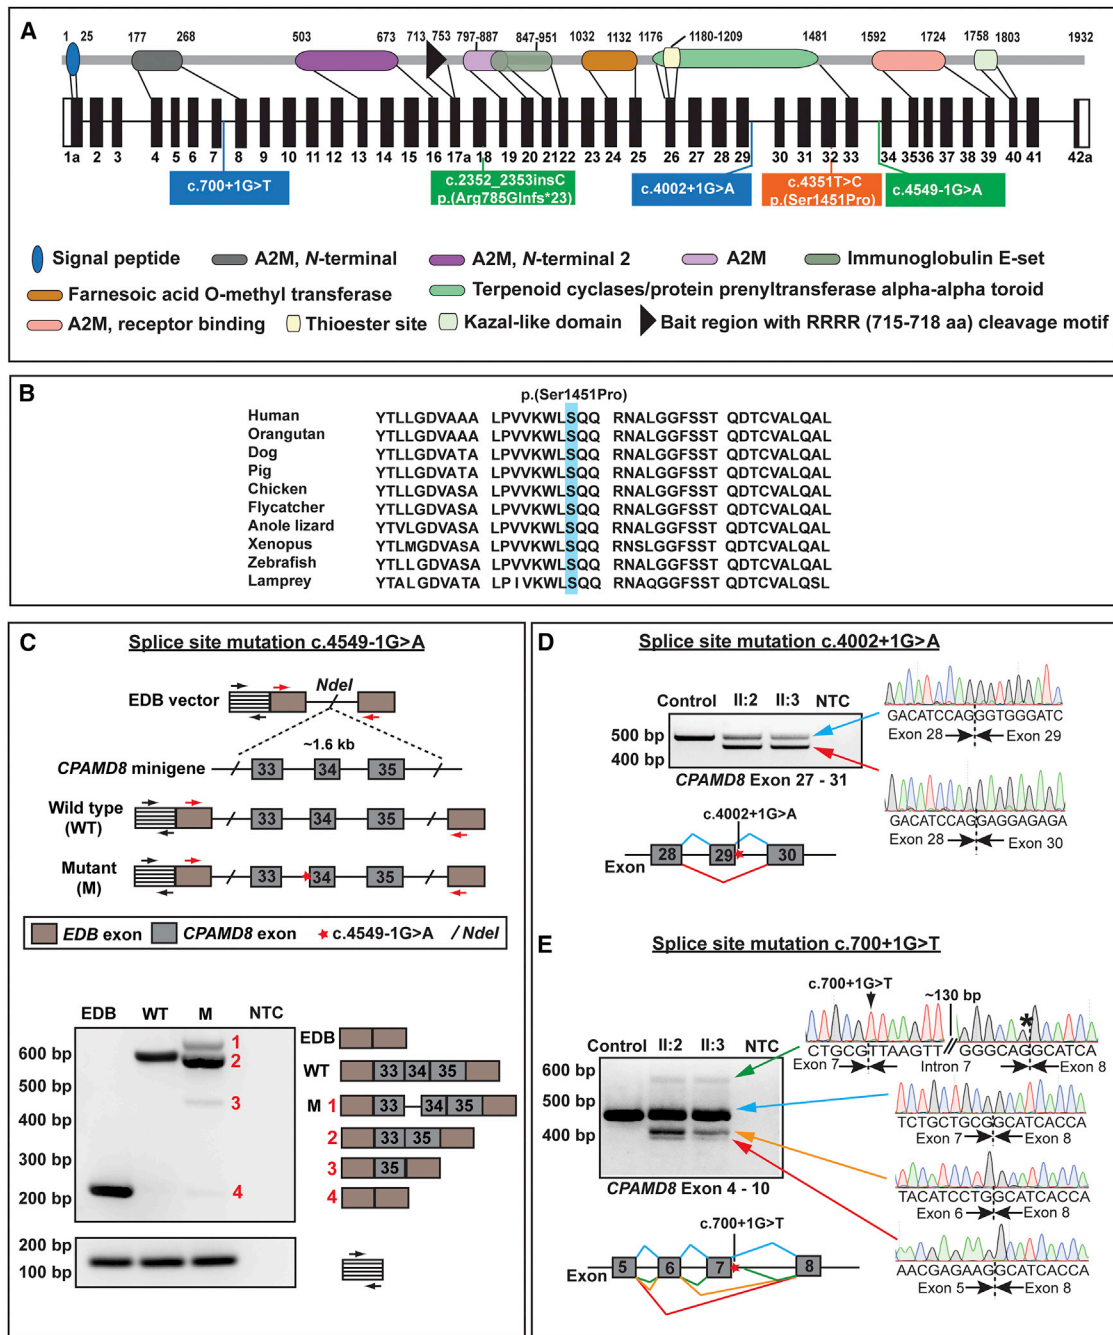 A
1 25 177 268 503 673 713 753 797-887 847-951 1032 1132 1176 1180-1209 1481 1592 1724 1758 1803 1932
1a 2 3 4 5 6 7 8 9 10 11 12 13 14 15 16 17a 18 19 20 21 22 23 24 25 26 27 28 29 30 31 32 33 34 35 36 37 38 39 40 41 42a
c.700+1G>T
c.2352_2353insC
p.(Arg785Glnfs*23)
c.4002+1G>A
c.4351T>C
p.(Ser1451Pro)
c.4549-1G>A
Signal peptide A2M, N-terminal A2M, N-terminal 2 A2M Immunoglobulin E-set
Farnesoic acid O-methyl transferase Terpenoid cyclases/protein prenyltransferase alpha-alpha toroid
A2M, receptor binding Thioester site Kazal-like domain Bait region with RRRR (715-718 aa) cleavage motif
B
p.(Ser1451Pro)
Human YTLLGDVAAA LPVVKWLSQQ RNALGGFSST QDTCVALQAL
Orangutan YTLLGDVAAA LPVVKWLSQQ RNALGGFSST QDTCVALQAL
Dog YTLLGDVATA LPVVKWLSQQ RNALGGFSST QDTCVALQAL
Pig YTLLGDVATA LPVVKWLSQQ RNALGGFSST QDTCVALQAL
Chicken YTLLGDVASA LPVVKWLSQQ RNALGGFSST QDTCVALQAL
Flycatcher YTLLGDVASA LPVVKWLSQQ RNALGGFSST QDTCVALQAL
Anole lizard YTVLGDVASA LPVVKWLSQQ RNALGGFSST QDTCVALQAL
Xenopus YTLMGDVASA LPVVKWLSQQ RNSLGGFSST QDTCVALQAL
Zebrafish YTLLGDVASA LPVVKWLSQQ RNALGGFSST QDTCVALQAL
Lamprey YTALGDVATA LPIVKWLSQQ RNAQGGFSST QDTCVALQSL
C
Splice site mutation c.4549-1G>A
NdeI
EDB vector
~1.6 kb
CPAMD8 minigene 33 34 35
Wild type
(WT)
33 34 35
Mutant
(M)
33 34 35
EDB exon CPAMD8 exon c.4549-1G>A / NdeI
EDB WT M NTC
600 bp
500 bp
400 bp
300 bp
200 bp
1
2
3
4
200 bp
100 bp
EDB
WT 33 34 35
M 1 33 34 35
2 33 35
3 35
4
D
Splice site mutation c.4002+1G>A
Control II:2 II:3 NTC
500 bp
400 bp
CPAMD8 Exon 27 - 31
GACATCCAGGGTGGGATC
Exon 28 Exon 29
GACATCCAGGAGGAGAGA
Exon 28 Exon 30
c.4002+1G>A
Exon 28 29 30
E
Splice site mutation c.700+1G>T
c.700+1G>T
~130 bp
*
CTGCGTTAAGTT // GGGCAGGCATCA
Exon 7 Intron 7 Exon 8
Control II:2 II:3 NTC
600 bp
500 bp
400 bp
CPAMD8 Exon 4 - 10
TCTGCTGCGGCATCACCA
Exon 7 Exon 8
TACATCCTGGCATCACCA
Exon 6 Exon 8
AACGAGAAGGCATCACCA
Exon 5 Exon 8
c.700+1G>T
Exon 5 6 7 8